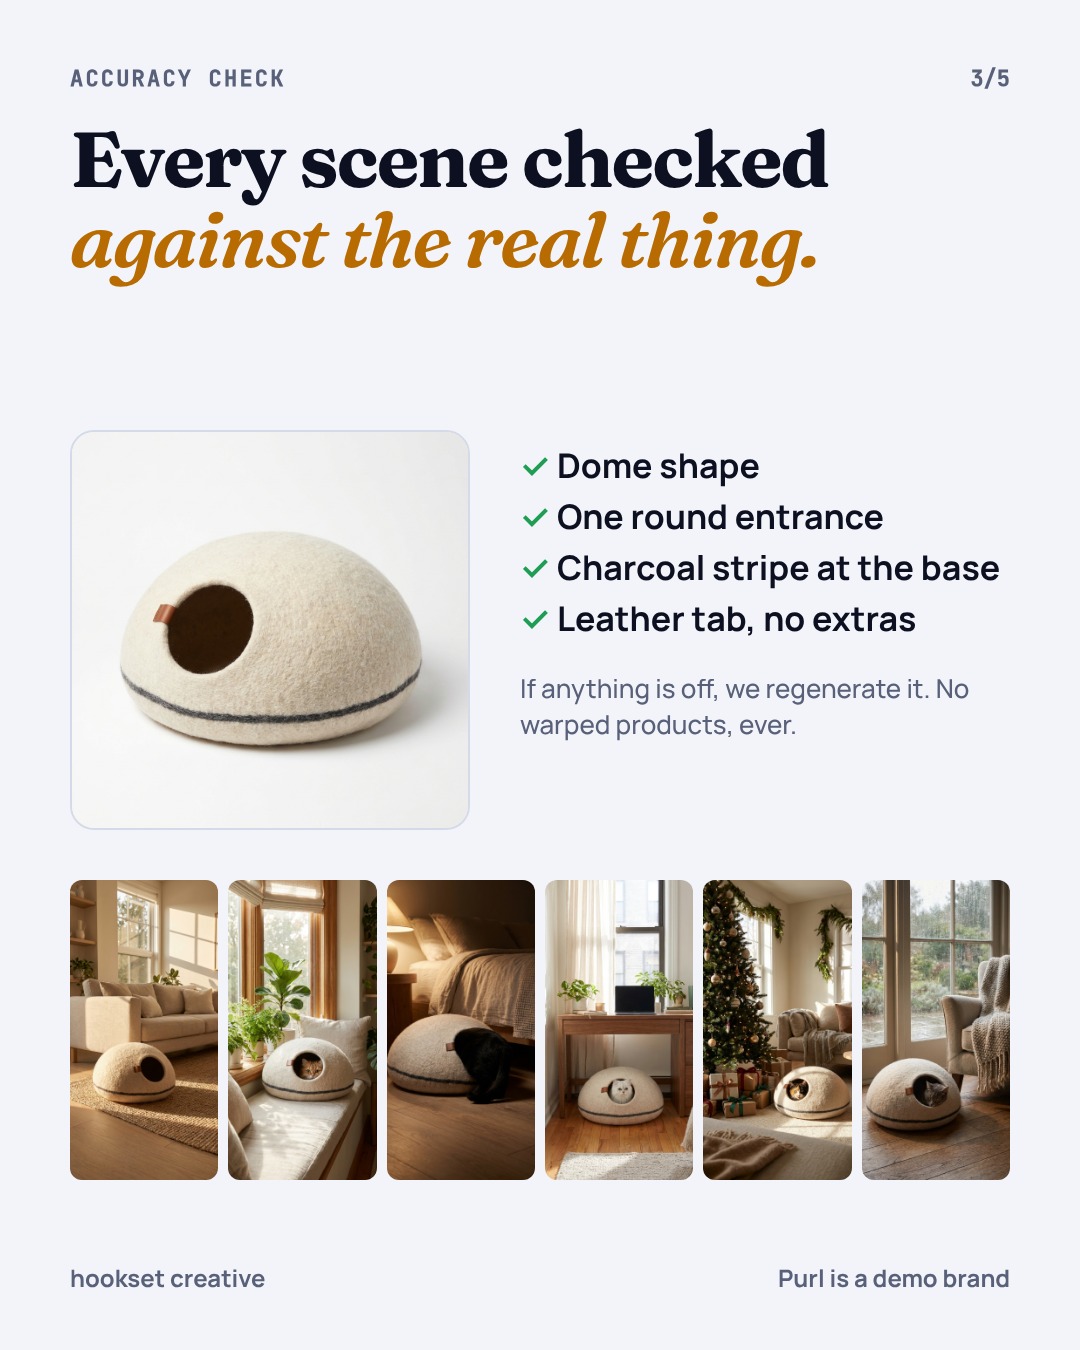 ACCURACY CHECK
3/5
Every scene checked
against the real thing.
✓ Dome shape
✓ One round entrance
✓ Charcoal stripe at the base
✓ Leather tab, no extras
If anything is off, we regenerate it. No
warped products, ever.
hookset creative
Purl is a demo brand